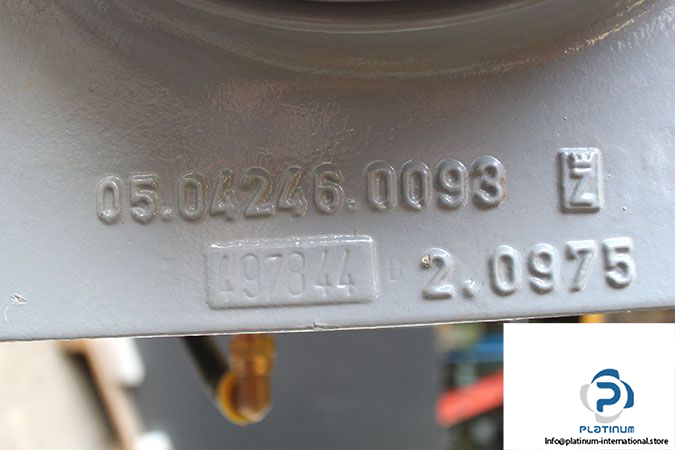 05.04246.0093 Z
497844 D 2.0975
P
PLATINUM
Info@platinum-international.store